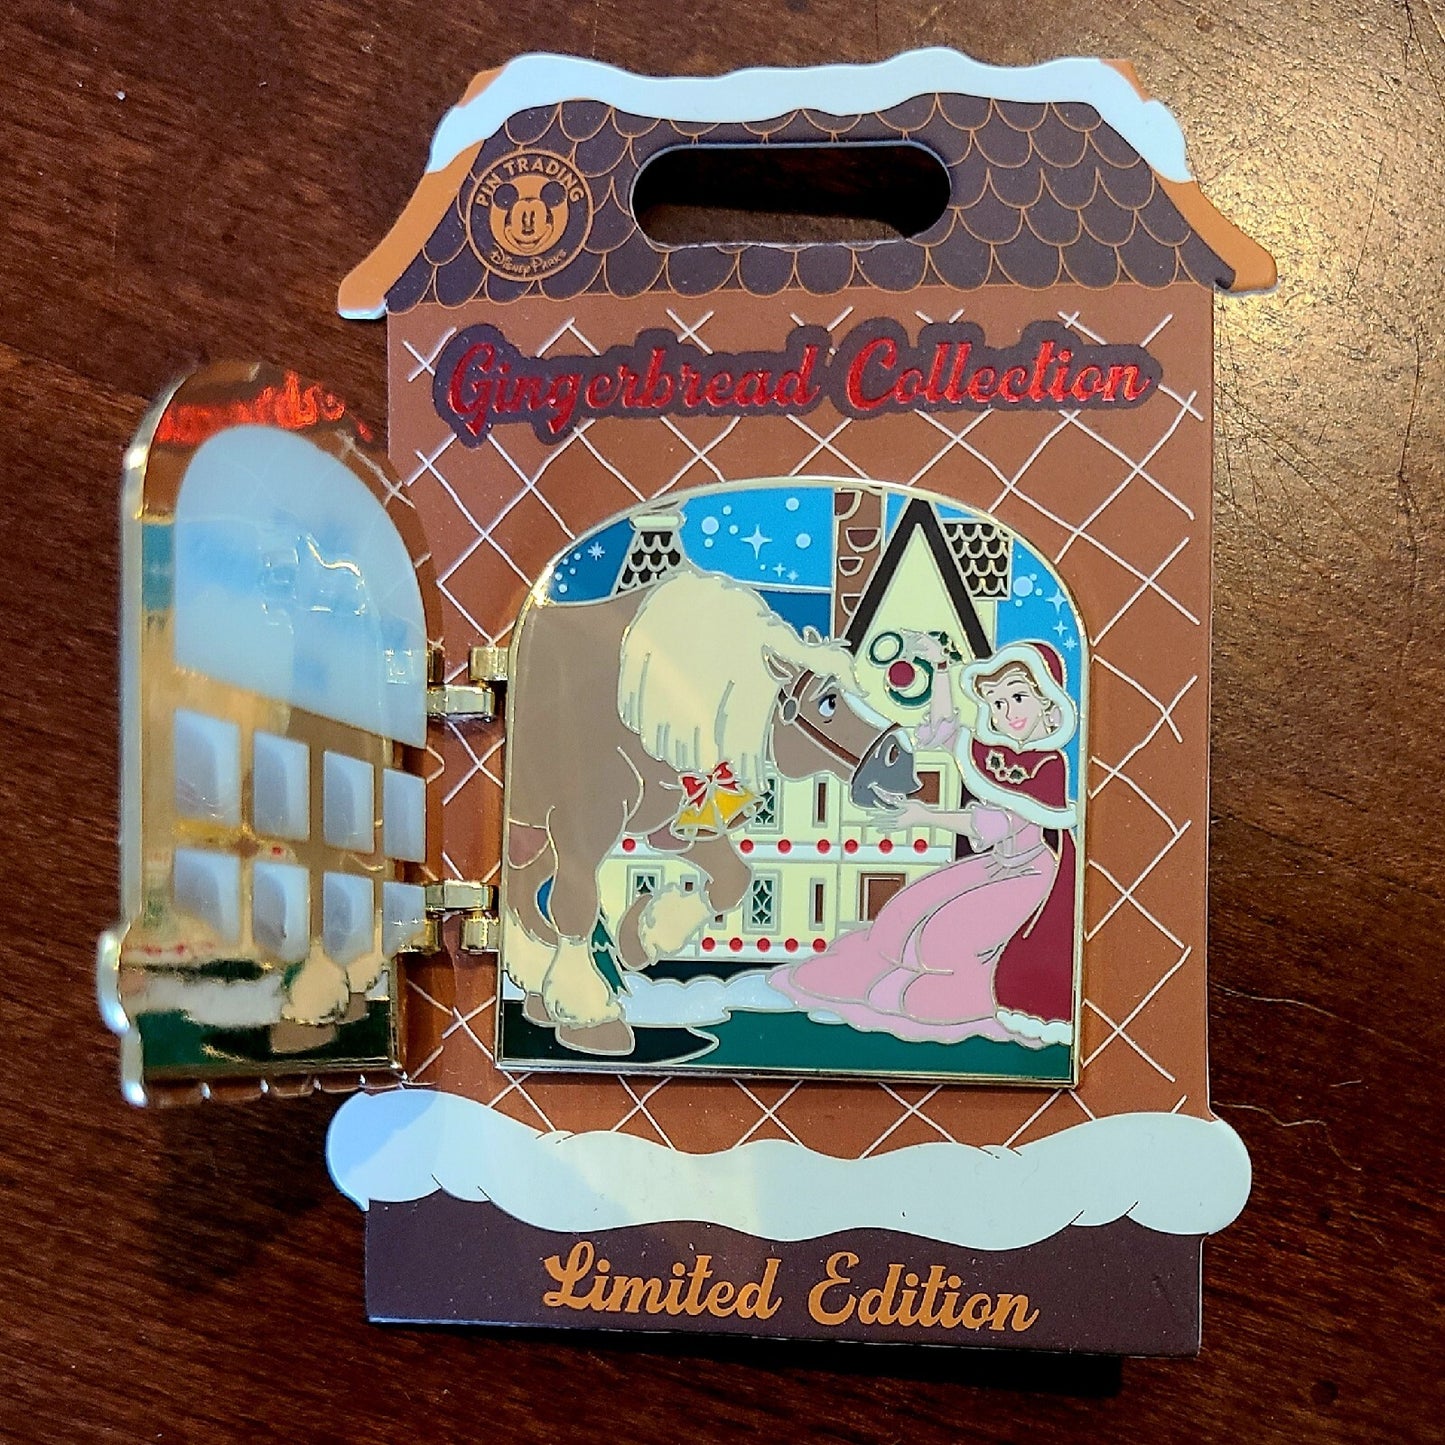 PIN TRADING
Disney Parks
Gingerbread Collection
Limited Edition